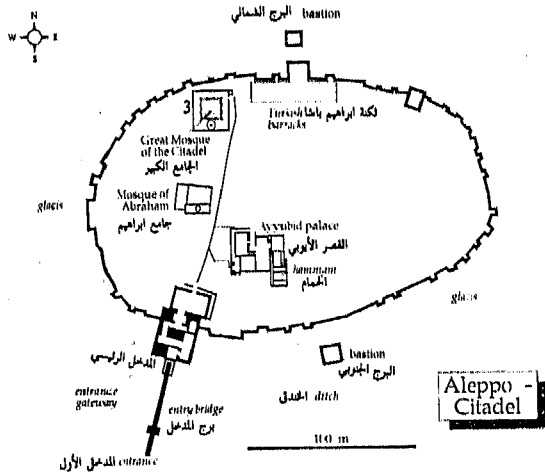 البرج الشمالي bastion
N
W E
S
3
Turkish ثكنة ابراهيم باشا
barracks
Great Mosque
of the Citadel
الجامع الكبير
Mosque of
Abraham
جامع ابراهيم
glacis
Ayyubid palace
القصر الأيوبي
hammam
الحمام
glacis
المدخل الرئيسي
bastion
البرج الجنوبي
entrance
gateway
الخندق ditch
entry bridge
برج المدخل
Aleppo -
Citadel
100 m
المدخل الأول entrance